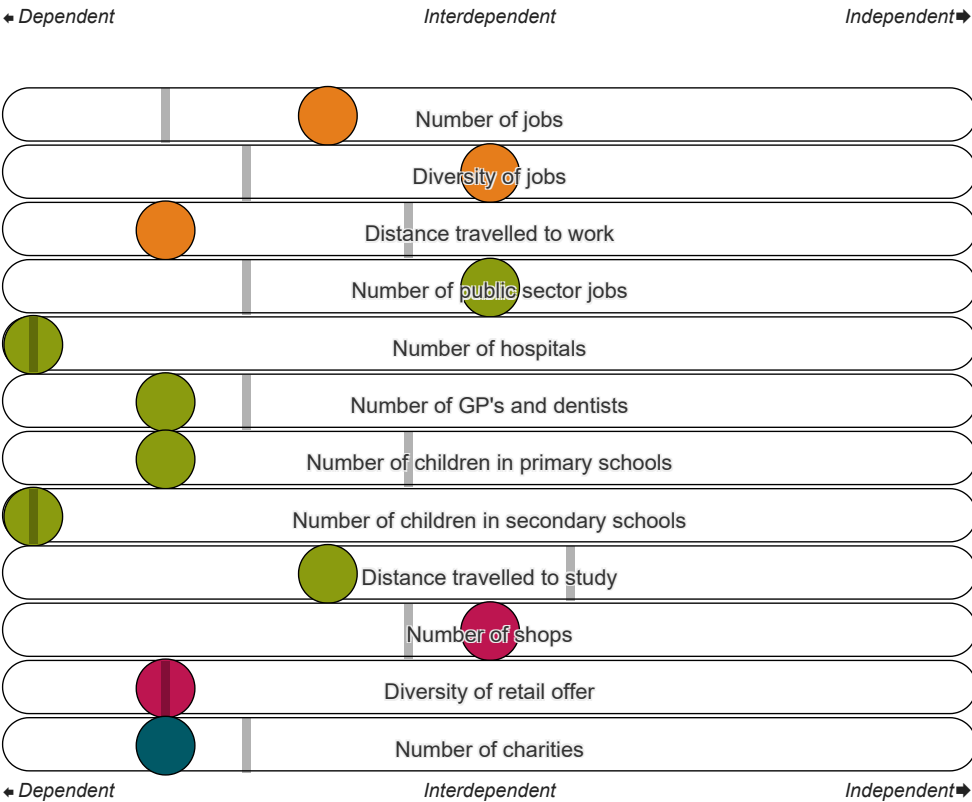 Dependent Interdependent Independent
Number of jobs
Diversity of jobs
Distance travelled to work
Number of public sector jobs
Number of hospitals
Number of GP's and dentists
Number of children in primary schools
Number of children in secondary schools
Distance travelled to study
Number of shops
Diversity of retail offer
Number of charities
Dependent Interdependent Independent